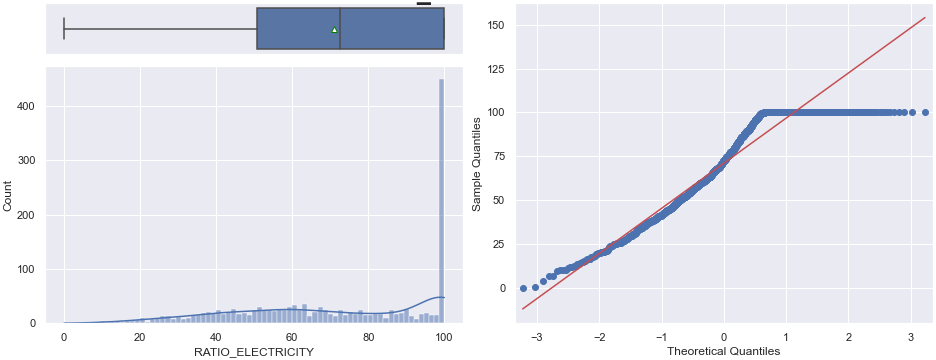 400
300
200
100
0
Count
0 20 40 60 80 100
RATIO_ELECTRICITY
150
125
100
75
50
25
0
Sample Quantiles
−3 −2 −1 0 1 2 3
Theoretical Quantiles